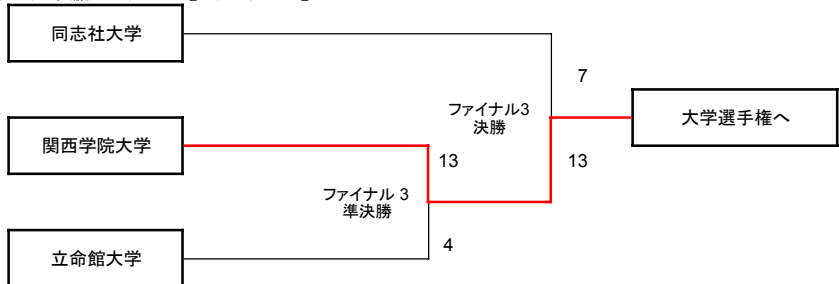 同志社大学
7
ファイナル3
決勝
大学選手権へ
関西学院大学
13
13
ファイナル 3
準決勝
4
立命館大学